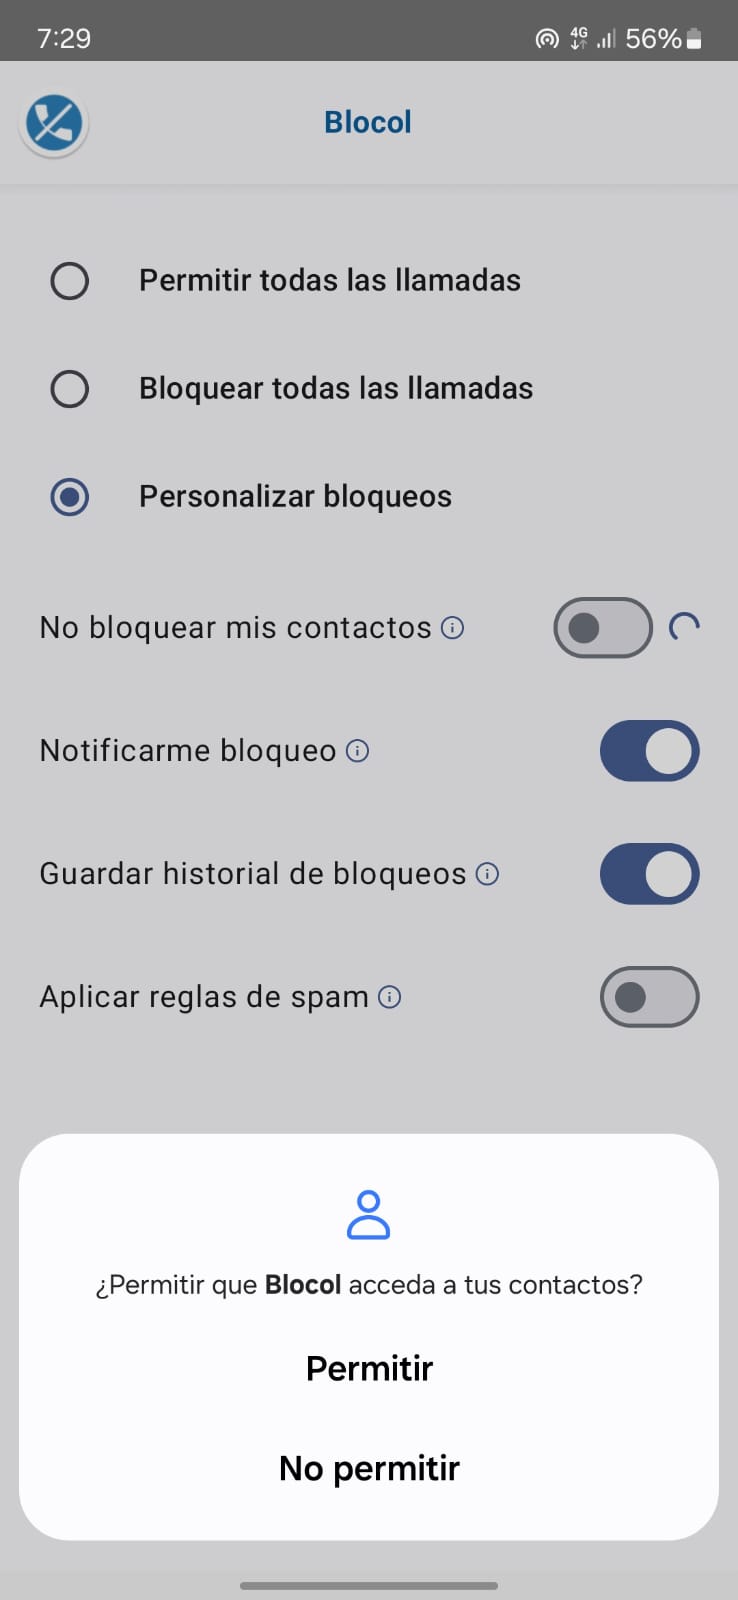 7:29
4G 56%
Blocol
Permitir todas las llamadas
Bloquear todas las llamadas
Personalizar bloqueos
No bloquear mis contactos
Notificarme bloqueo
Guardar historial de bloqueos
Aplicar reglas de spam
¿Permitir que Blocol acceda a tus contactos?
Permitir
No permitir